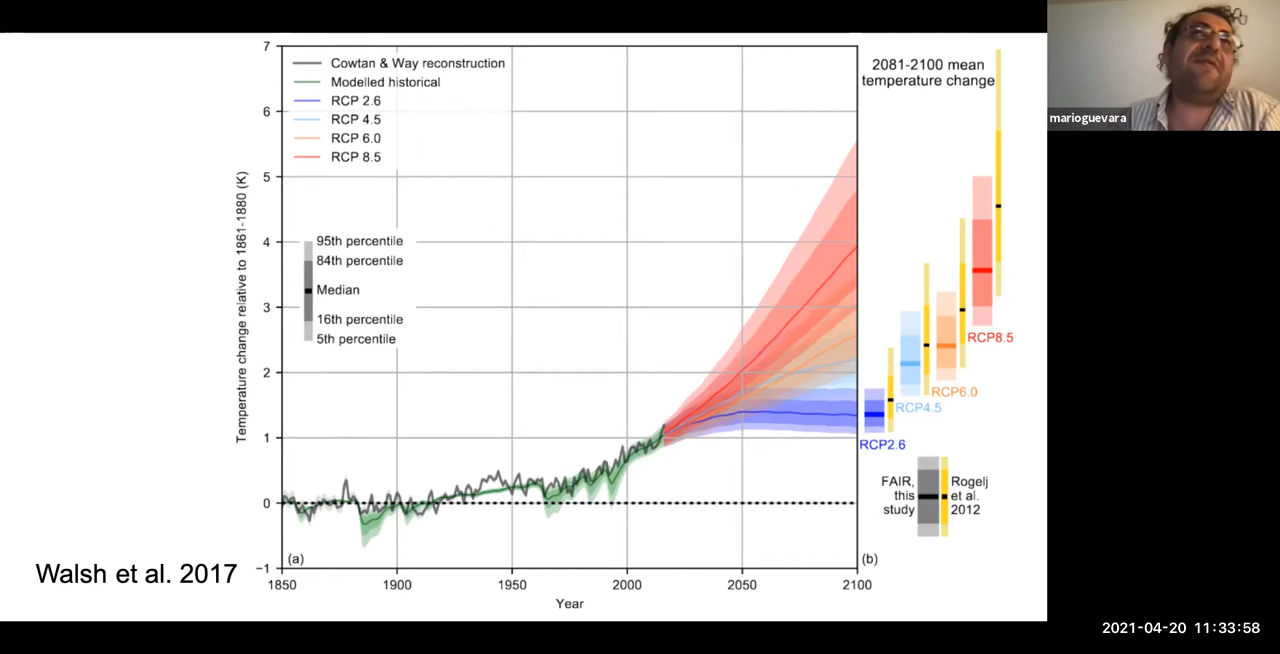 7
6
5
4
3
2
1
0
−1
Temperature change relative to 1861-1880 (K)
Cowtan & Way reconstruction
Modelled historical
RCP 2.6
RCP 4.5
RCP 6.0
RCP 8.5
95th percentile
84th percentile
Median
16th percentile
5th percentile
(a)
1850
1900
1950
2000
2050
2100
Year
2081-2100 mean
temperature change
RCP8.5
RCP6.0
RCP4.5
RCP2.6
FAIR,
this
study
Rogelj
et al.
2012
(b)
Walsh et al. 2017
marioguevara
2021-04-20 11:33:58